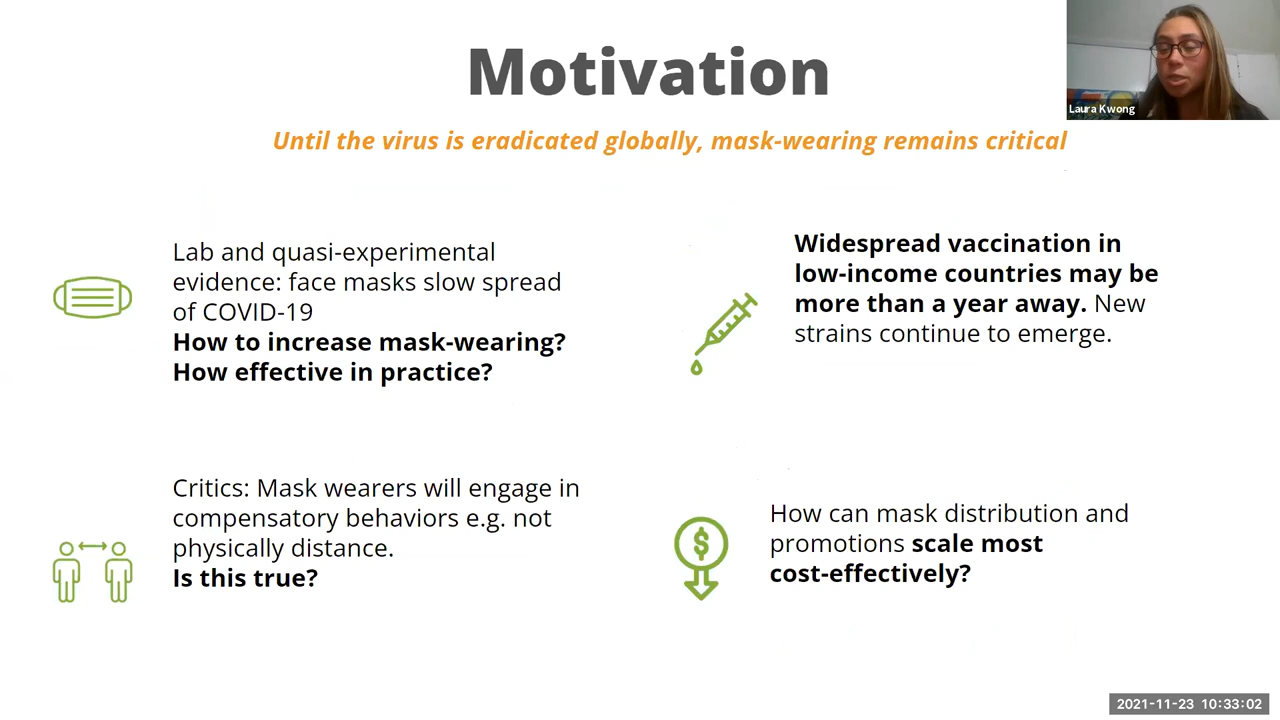 Motivation
Laura Kwong
Until the virus is eradicated globally, mask-wearing remains critical
Lab and quasi-experimental
evidence: face masks slow spread
of COVID-19
How to increase mask-wearing?
How effective in practice?
Widespread vaccination in
low-income countries may be
more than a year away. New
strains continue to emerge.
Critics: Mask wearers will engage in
compensatory behaviors e.g. not
physically distance.
Is this true?
How can mask distribution and
promotions scale most
cost-effectively?
$
2021-11-23 10:33:02